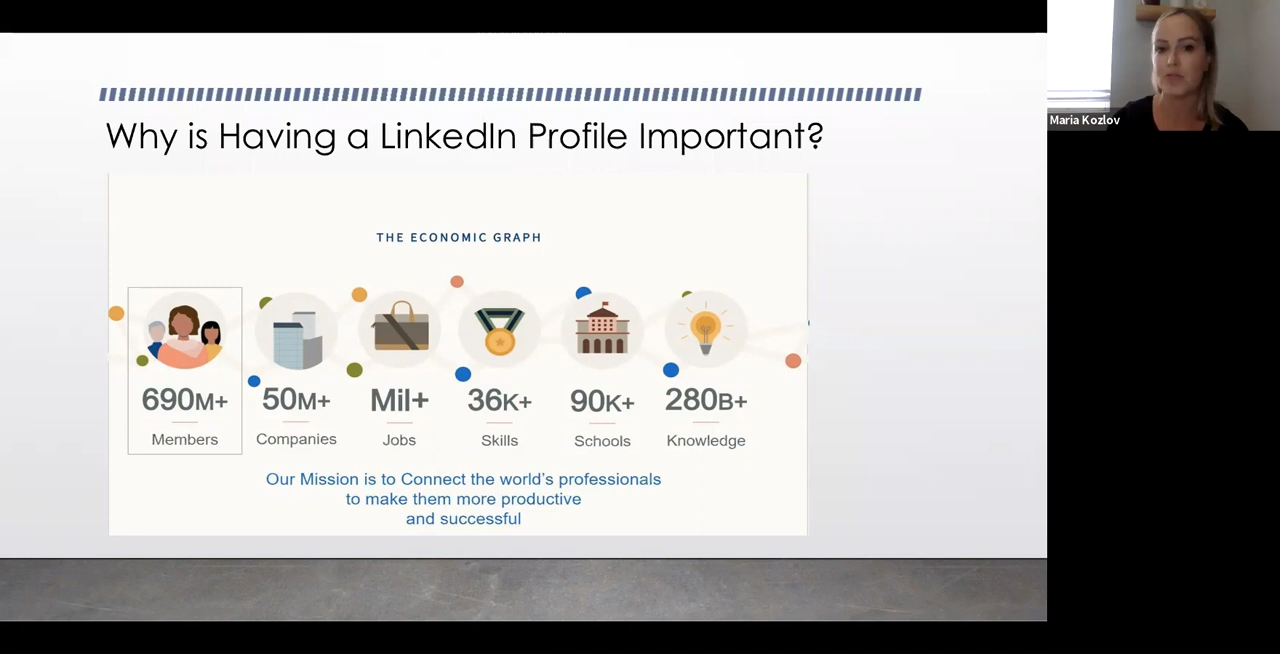 Why is Having a LinkedIn Profile Important?
THE ECONOMIC GRAPH
690M+ 50M+ Mil+ 36K+ 90K+ 280B+
Members Companies Jobs Skills Schools Knowledge
Our Mission is to Connect the world's professionals
to make them more productive
and successful
Maria Kozlov